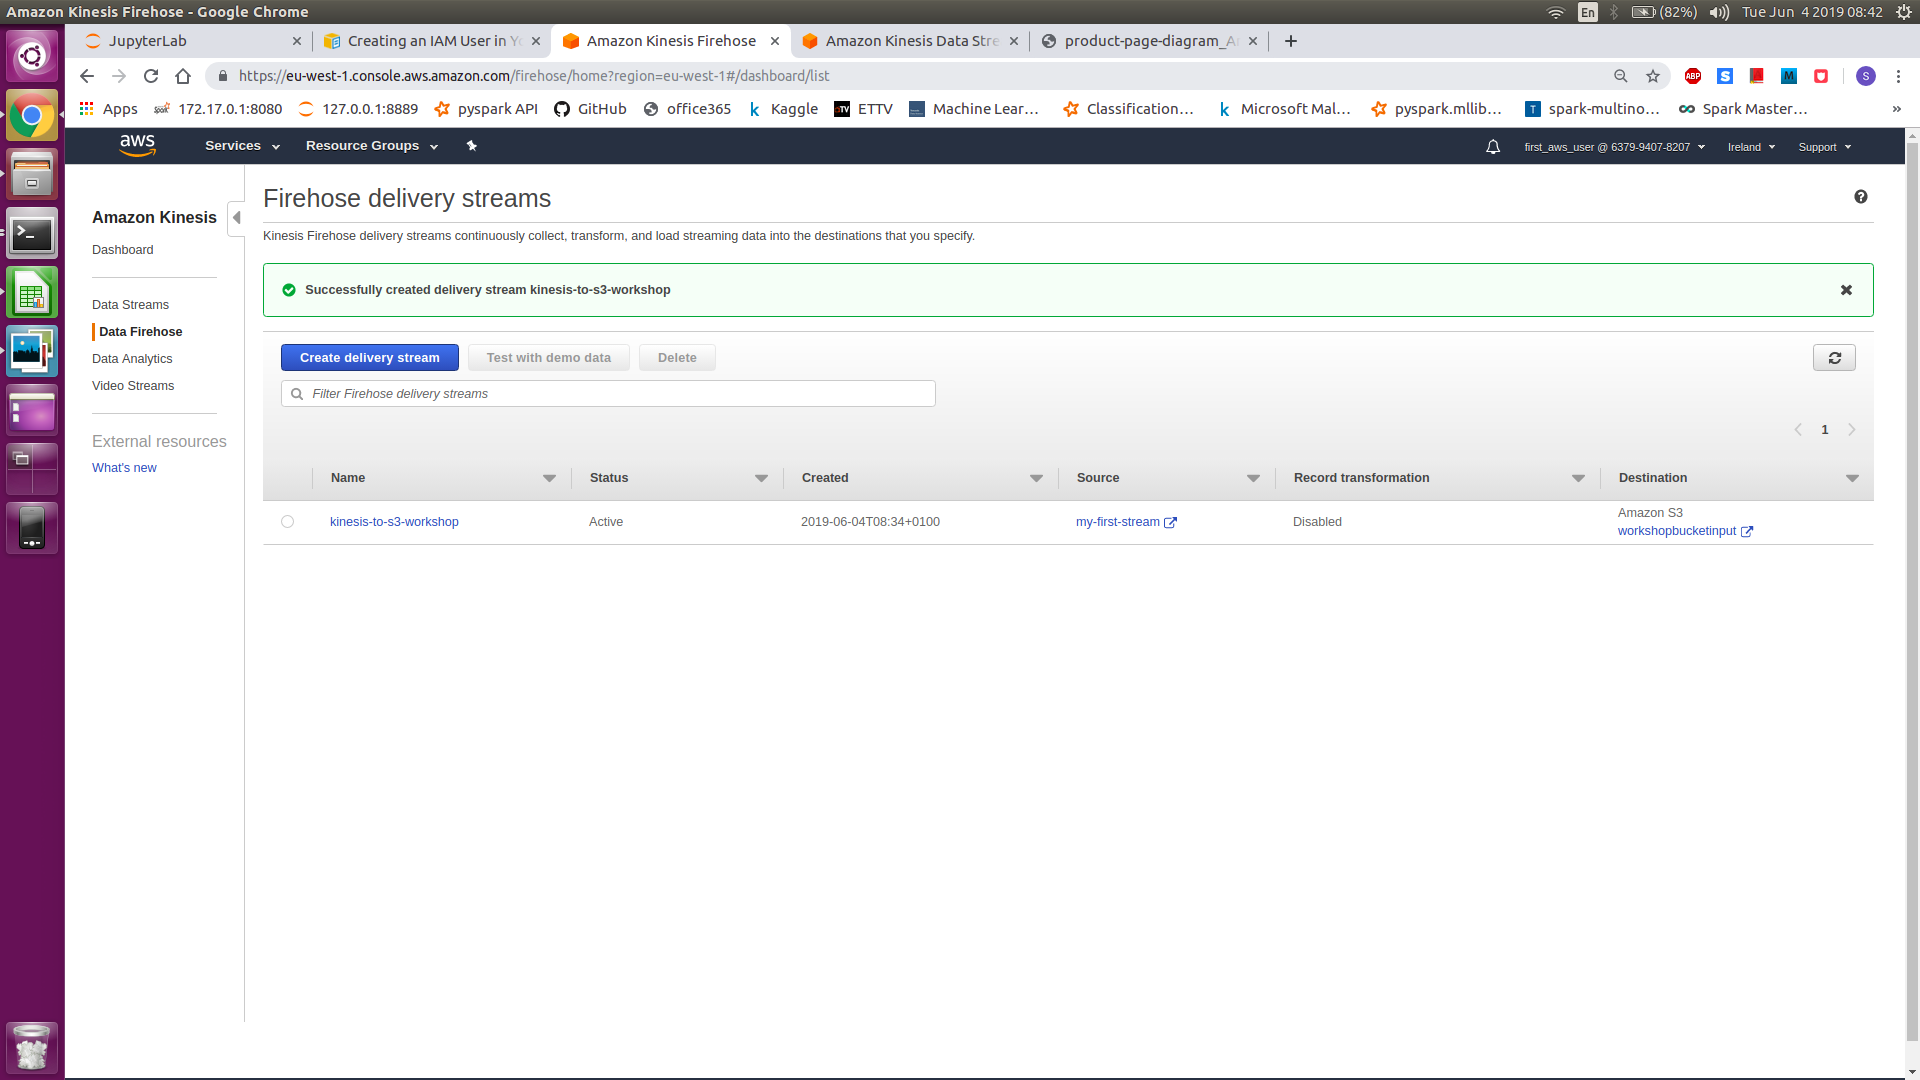 Amazon Kinesis Firehose - Google Chrome
En
(82%)
Tue Jun 4 2019 08:42
JupyterLab
Creating an IAM User in Yo
Amazon Kinesis Firehose
Amazon Kinesis Data Stre
product-page-diagram_A
https://eu-west-1.console.aws.amazon.com/firehose/home?region=eu-west-1#/dashboard/list
ABP
S
M
S
Apps
172.17.0.1:8080
127.0.0.1:8889
pyspark API
GitHub
office365
Kaggle
ETTV
Machine Lear...
Classification...
Microsoft Mal...
pyspark.mllib...
spark-multino...
Spark Master...
»
aws
Services
Resource Groups
first_aws_user @ 6379-9407-8207
Ireland
Support
Amazon Kinesis
Dashboard
Data Streams
Data Firehose
Data Analytics
Video Streams
External resources
What's new
Firehose delivery streams
Kinesis Firehose delivery streams continuously collect, transform, and load streaming data into the destinations that you specify.
Successfully created delivery stream kinesis-to-s3-workshop
Create delivery stream
Test with demo data
Delete
Filter Firehose delivery streams
1
Name
Status
Created
Source
Record transformation
Destination
kinesis-to-s3-workshop
Active
2019-06-04T08:34+0100
my-first-stream
Disabled
Amazon S3
workshopbucketinput